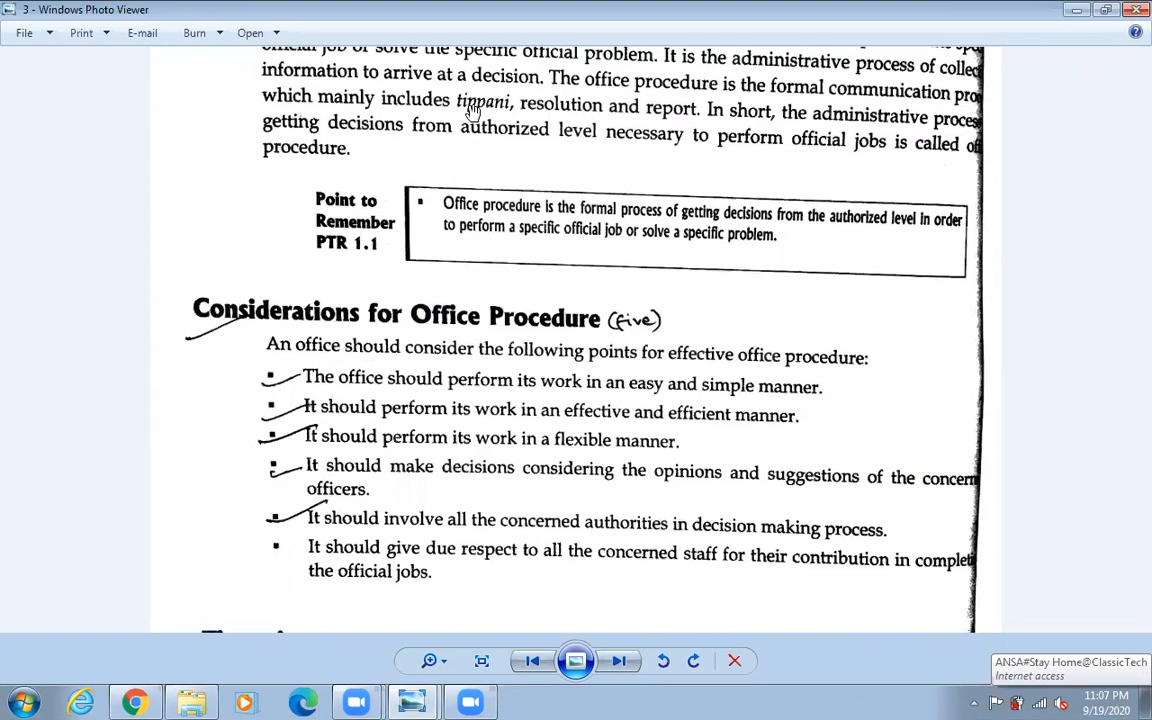 3 - Windows Photo Viewer
File Print E-mail Burn Open
official job or solve the specific official problem. It is the administrative process of collec
information to arrive at a decision. The office procedure is the formal communication pro
which mainly includes tippani, resolution and report. In short, the administrative proces
getting decisions from authorized level necessary to perform official jobs is called of
procedure.
Point to
Remember
PTR 1.1
▪ Office procedure is the formal process of getting decisions from the authorized level in order
to perform a specific official job or solve a specific problem.
Considerations for Office Procedure (five)
An office should consider the following points for effective office procedure:
▪ The office should perform its work in an easy and simple manner.
▪ It should perform its work in an effective and efficient manner.
▪ It should perform its work in a flexible manner.
▪ It should make decisions considering the opinions and suggestions of the concern
officers.
▪ It should involve all the concerned authorities in decision making process.
▪ It should give due respect to all the concerned staff for their contribution in completi
the official jobs.
ANSA#Stay Home@ClassicTech
Internet access
11:07 PM
9/19/2020